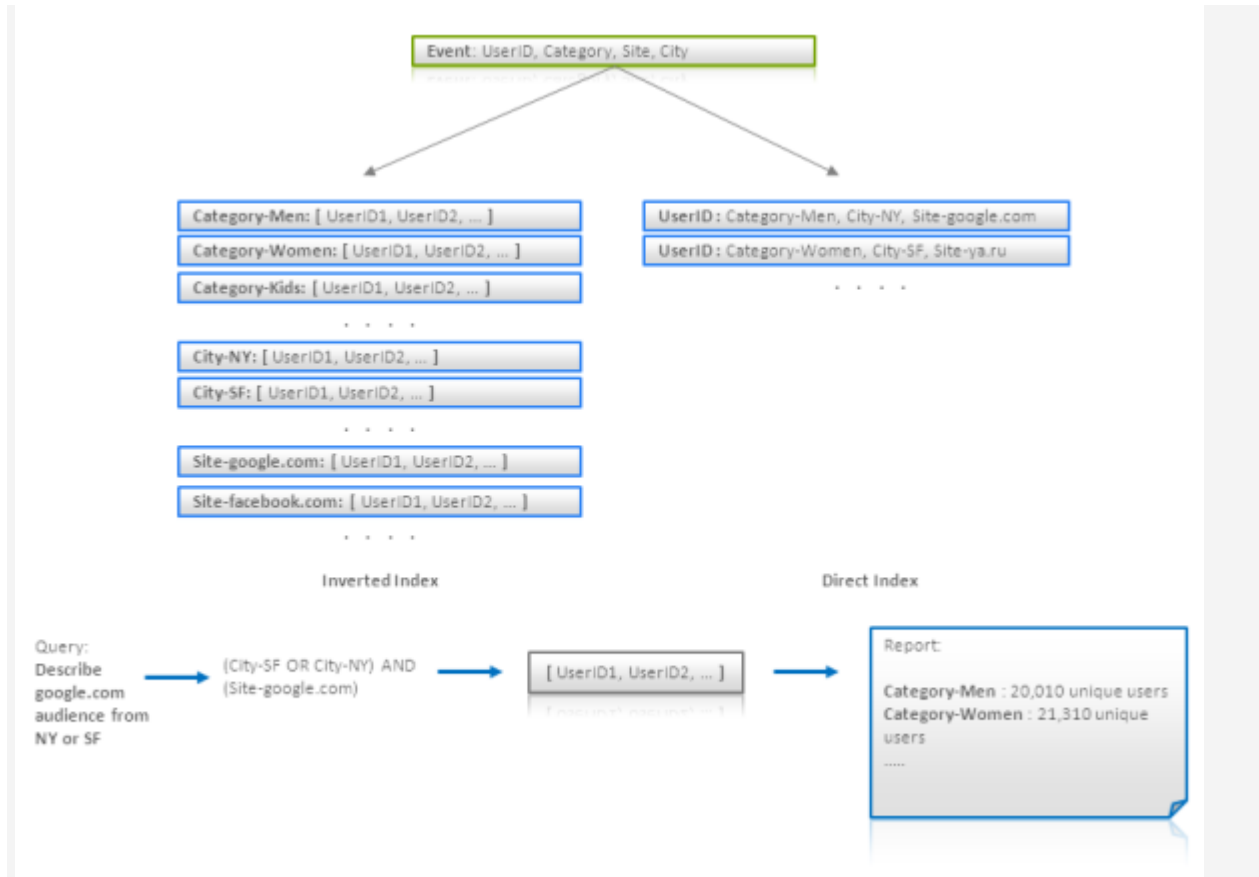 Event: UserID, Category, Site, City
Category-Men: [ UserID1, UserID2, ... ]
Category-Women: [ UserID1, UserID2, ... ]
Category-Kids: [ UserID1, UserID2, ... ]
. . . .
City-NY: [ UserID1, UserID2, ... ]
City-SF: [ UserID1, UserID2, ... ]
. . . .
Site-google.com: [ UserID1, UserID2, ... ]
Site-facebook.com: [ UserID1, UserID2, ... ]
. . . .
Inverted Index
UserID : Category-Men, City-NY, Site-google.com
UserID : Category-Women, City-SF, Site-ya.ru
. . . .
Direct Index
Query:
Describe
google.com
audience from
NY or SF
(City-SF OR City-NY) AND
(Site-google.com)
[ UserID1, UserID2, ... ]
Report:
Category-Men : 20,010 unique users
Category-Women : 21,310 unique
users
.....